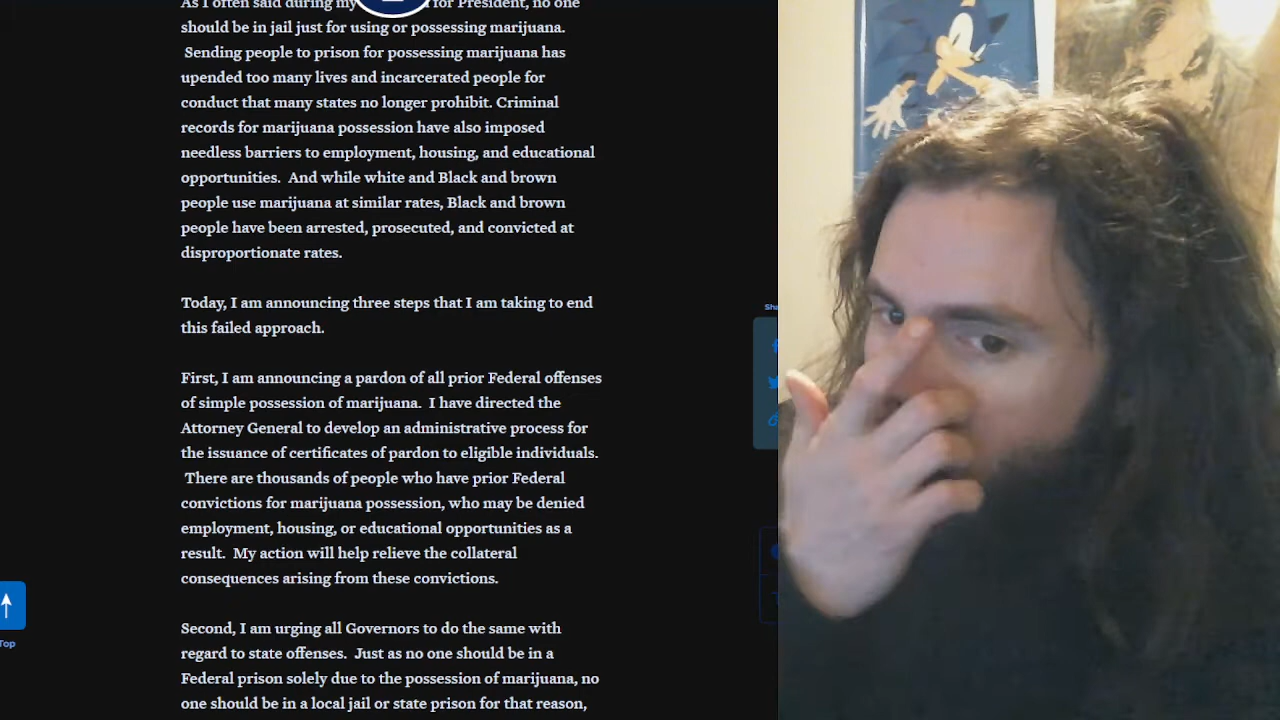 As I often said during my for President, no one
should be in jail just for using or possessing marijuana.
Sending people to prison for possessing marijuana has
upended too many lives and incarcerated people for
conduct that many states no longer prohibit. Criminal
records for marijuana possession have also imposed
needless barriers to employment, housing, and educational
opportunities. And while white and Black and brown
people use marijuana at similar rates, Black and brown
people have been arrested, prosecuted, and convicted at
disproportionate rates.
Today, I am announcing three steps that I am taking to end
this failed approach.
First, I am announcing a pardon of all prior Federal offenses
of simple possession of marijuana. I have directed the
Attorney General to develop an administrative process for
the issuance of certificates of pardon to eligible individuals.
There are thousands of people who have prior Federal
convictions for marijuana possession, who may be denied
employment, housing, or educational opportunities as a
result. My action will help relieve the collateral
consequences arising from these convictions.
Second, I am urging all Governors to do the same with
regard to state offenses. Just as no one should be in a
Federal prison solely due to the possession of marijuana, no
one should be in a local jail or state prison for that reason,
Top